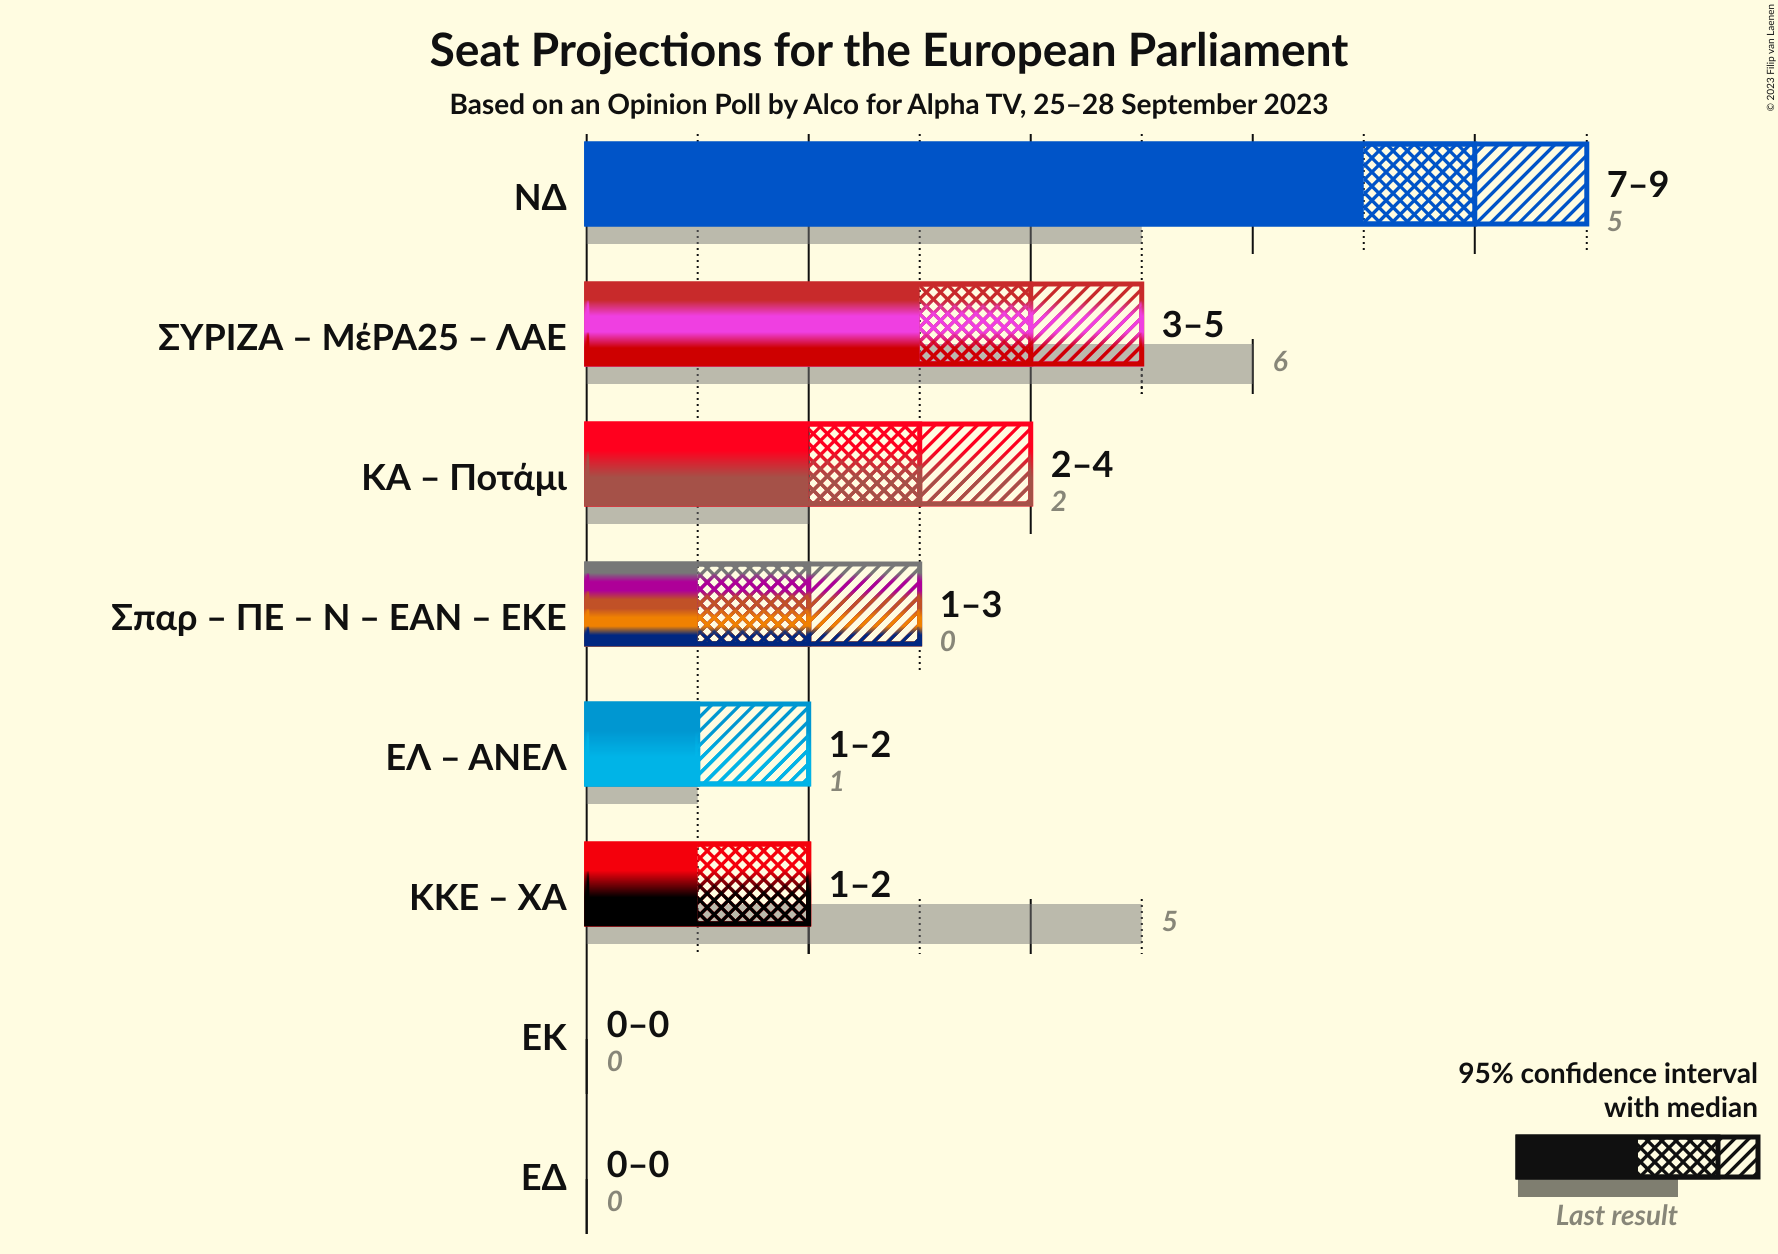 Seat Projections for the European Parliament
Based on an Opinion Poll by Alco for Alpha TV, 25–28 September 2023
© 2023 Filip van Laenen
ΝΔ
7–9
5
ΣΥΡΙΖΑ – ΜέΡΑ25 – ΛΑΕ
3–5
6
ΚΑ – Ποτάμι
2–4
2
Σπαρ – ΠΕ – Ν – ΕΑΝ – ΕΚΕ
1–3
0
ΕΛ – ΑΝΕΛ
1–2
1
ΚΚΕ – ΧΑ
1–2
5
ΕΚ
0–0
0
ΕΔ
0–0
0
95% confidence interval
with median
Last result